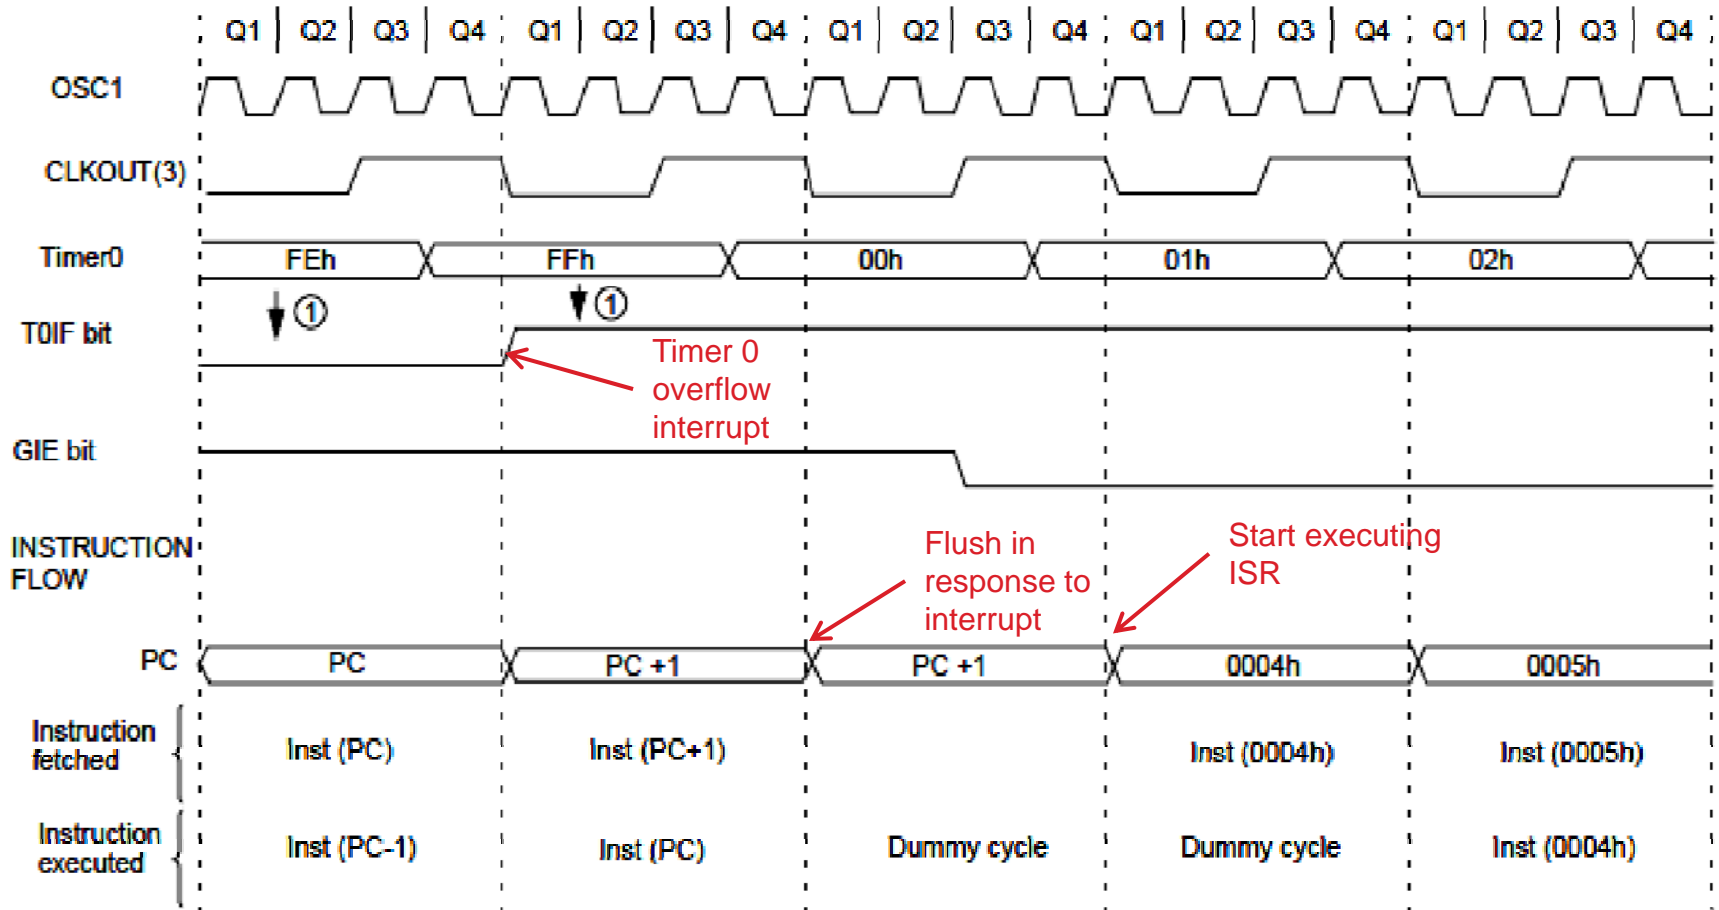 Q1 Q2 Q3 Q4 Q1 Q2 Q3 Q4 Q1 Q2 Q3 Q4 Q1 Q2 Q3 Q4 Q1 Q2 Q3 Q4
OSC1
CLKOUT(3)
Timer0 FEh FFh 00h 01h 02h
① ①
T0IF bit
Timer 0
overflow
interrupt
GIE bit
Flush in
response to
interrupt
Start executing
ISR
INSTRUCTION
FLOW
PC PC PC +1 PC +1 0004h 0005h
Instruction
fetched
Inst (PC) Inst (PC+1) Inst (0004h) Inst (0005h)
Instruction
executed
Inst (PC-1) Inst (PC) Dummy cycle Dummy cycle Inst (0004h)